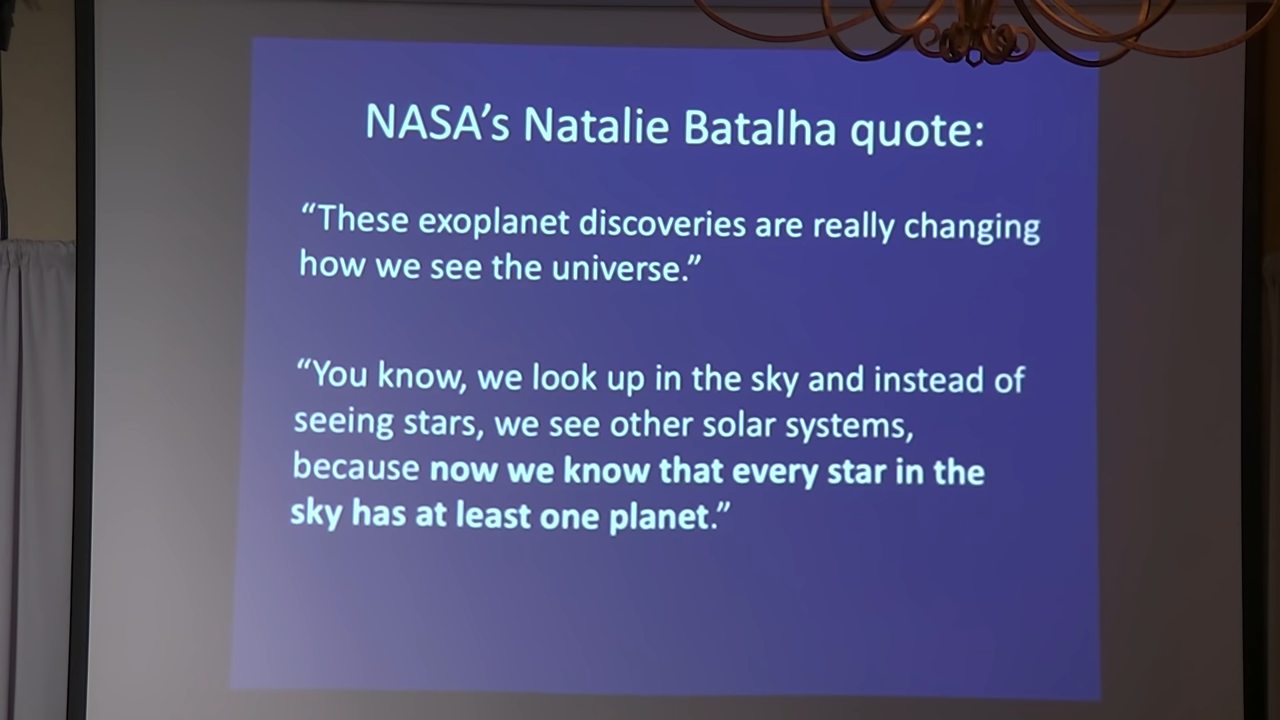 NASA’s Natalie Batalha quote:
“These exoplanet discoveries are really changing
how we see the universe.”
“You know, we look up in the sky and instead of
seeing stars, we see other solar systems,
because now we know that every star in the
sky has at least one planet.”